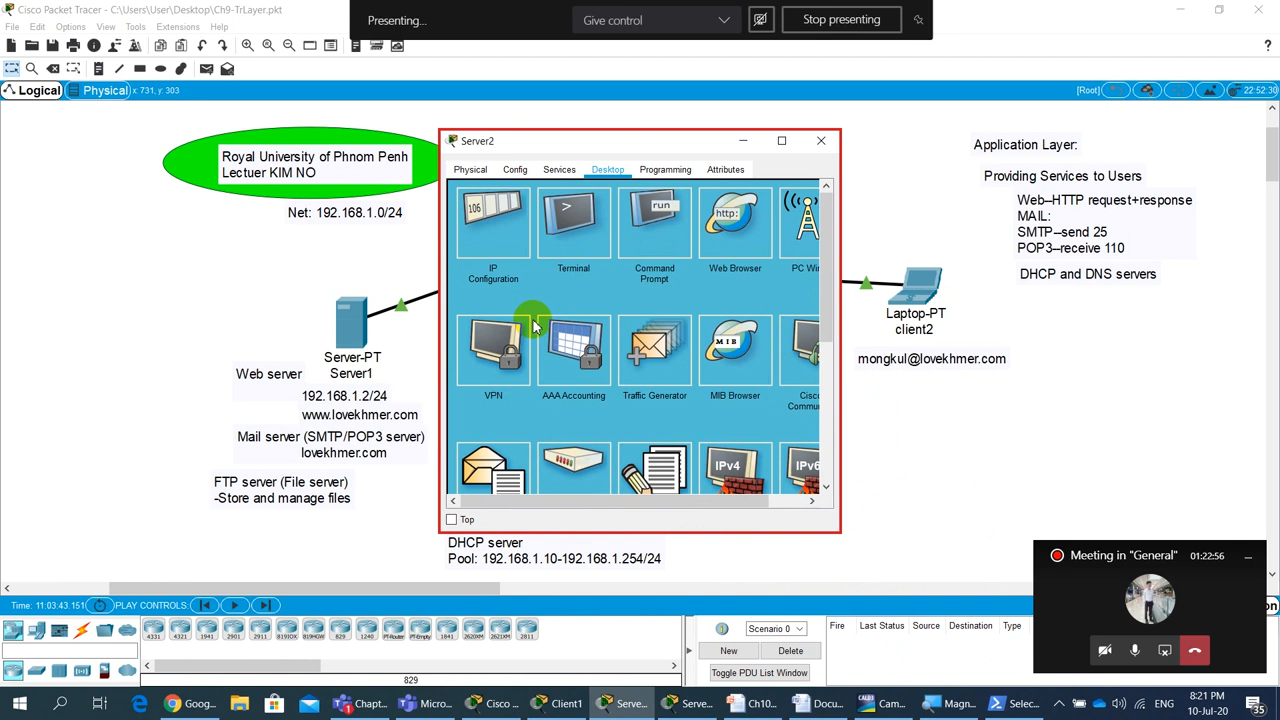 Cisco Packet Tracer - C:\Users\User\Desktop\Ch9-TrLayer.pkt
Presenting...
Give control
Stop presenting
File Edit Options View Tools Extensions Help
Logical
Physical
x: 731, y: 303
[Root]
22:52:30
Royal University of Phnom Penh
Lectuer KIM NO
Net: 192.168.1.0/24
Server2
Physical Config Services Desktop Programming Attributes
106
>
run
http:
IP Configuration
Terminal
Command Prompt
Web Browser
PC Wir
MIB
VPN
AAA Accounting
Traffic Generator
MIB Browser
Cisc
Commun
IPv4
IPv6
Top
Server-PT
Server1
Web server
192.168.1.2/24
www.lovekhmer.com
Mail server (SMTP/POP3 server)
lovekhmer.com
FTP server (File server)
-Store and manage files
DHCP server
Pool: 192.168.1.10-192.168.1.254/24
Application Layer:
Providing Services to Users
Web--HTTP request+response
MAIL:
SMTP--send 25
POP3--receive 110
DHCP and DNS servers
Laptop-PT
client2
mongkul@lovekhmer.com
Meeting in "General"
01:22:56
Time: 11:03:43.151
PLAY CONTROLS:
4331 4321 1941 2901 2911 819IOX 819HGW 829 1240 PT-Router PT-Empty 1841 2620XM 2621XM 2811
829
Scenario 0
New
Delete
Toggle PDU List Window
Fire Last Status Source Destination Type
Goog...
Chapt...
Micro...
Cisco ...
Client1
Serve...
Serve...
Ch10...
Docu...
Cam...
Magn...
Selec...
ENG
8:21 PM
10-Jul-20
35